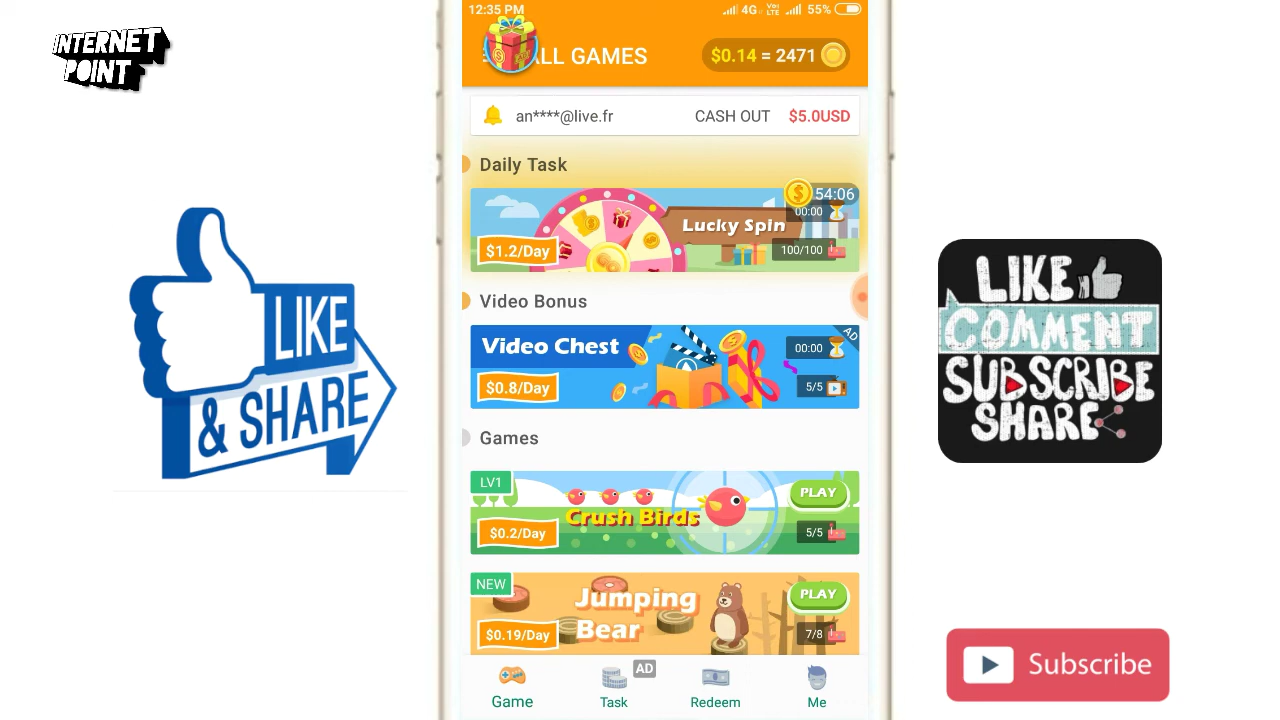 INTERNET
POINT
12:35 PM
4G
Vo)
LTE
55%
ALL GAMES
$0.14 = 2471
an****@live.fr
CASH OUT
$5.0USD
Daily Task
54:06
00:00
Lucky Spin
$1.2/Day
100/100
Video Bonus
AD
Video Chest
00:00
$0.8/Day
5/5
Games
LV1
PLAY
Crush Birds
$0.2/Day
5/5
NEW
PLAY
Jumping
Bear
$0.19/Day
7/8
AD
Game
Task
Redeem
Me
LIKE
& SHARE
LIKE
COMMENT
SUBSCRIBE
SHARE
Subscribe